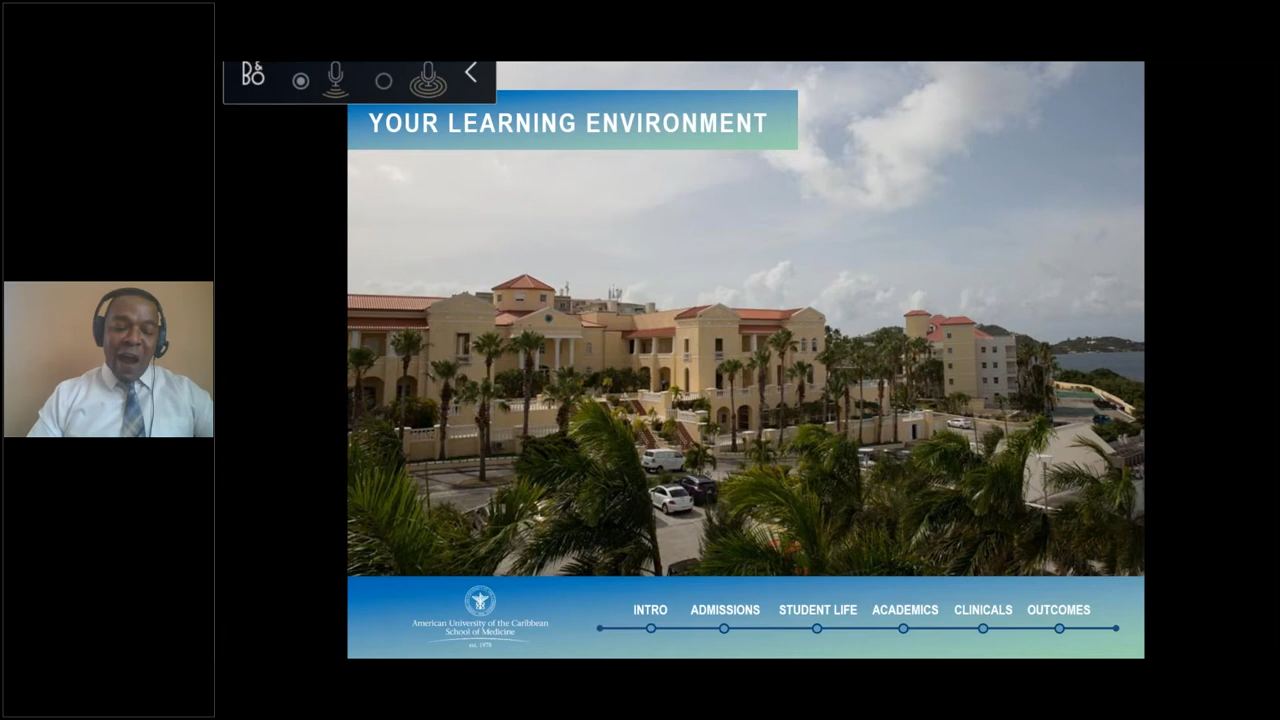 B&
BO
YOUR LEARNING ENVIRONMENT
American University of the Caribbean
School of Medicine
est. 1978
INTRO ADMISSIONS STUDENT LIFE ACADEMICS CLINICALS OUTCOMES